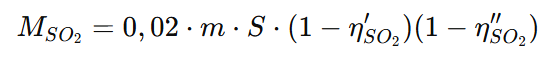 M_{SO_2} = 0,02 · m · S · (1 − η′_{SO_2})(1 − η″_{SO_2})